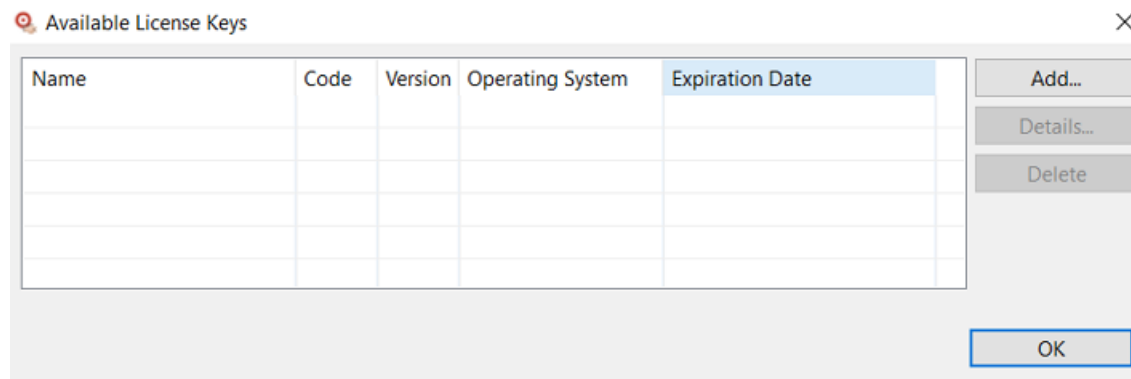 Available License Keys
Name Code Version Operating System Expiration Date
Add...
Details...
Delete
OK